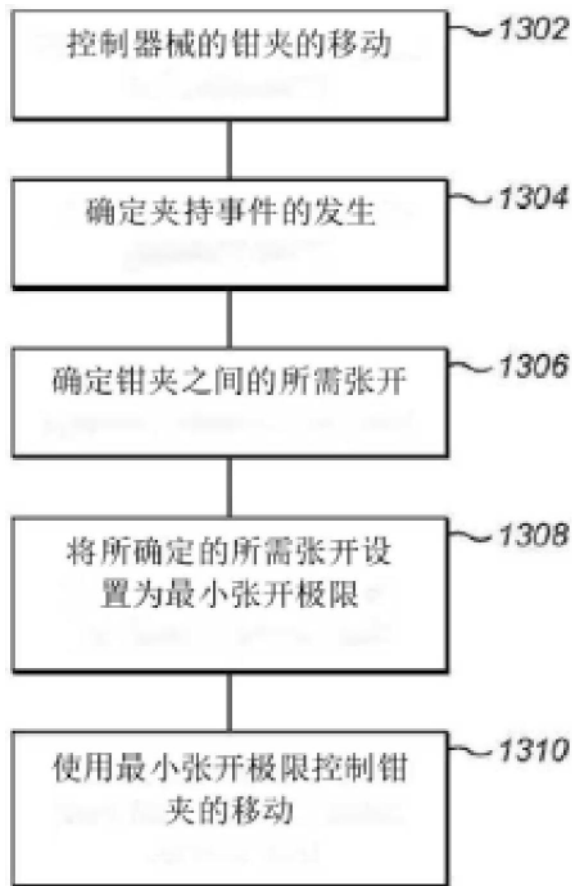 控制器械的钳夹的移动
1302
确定夹持事件的发生
1304
确定钳夹之间的所需张开
1306
将所确定的所需张开设
置为最小张开极限
1308
使用最小张开极限控制钳
夹的移动
1310